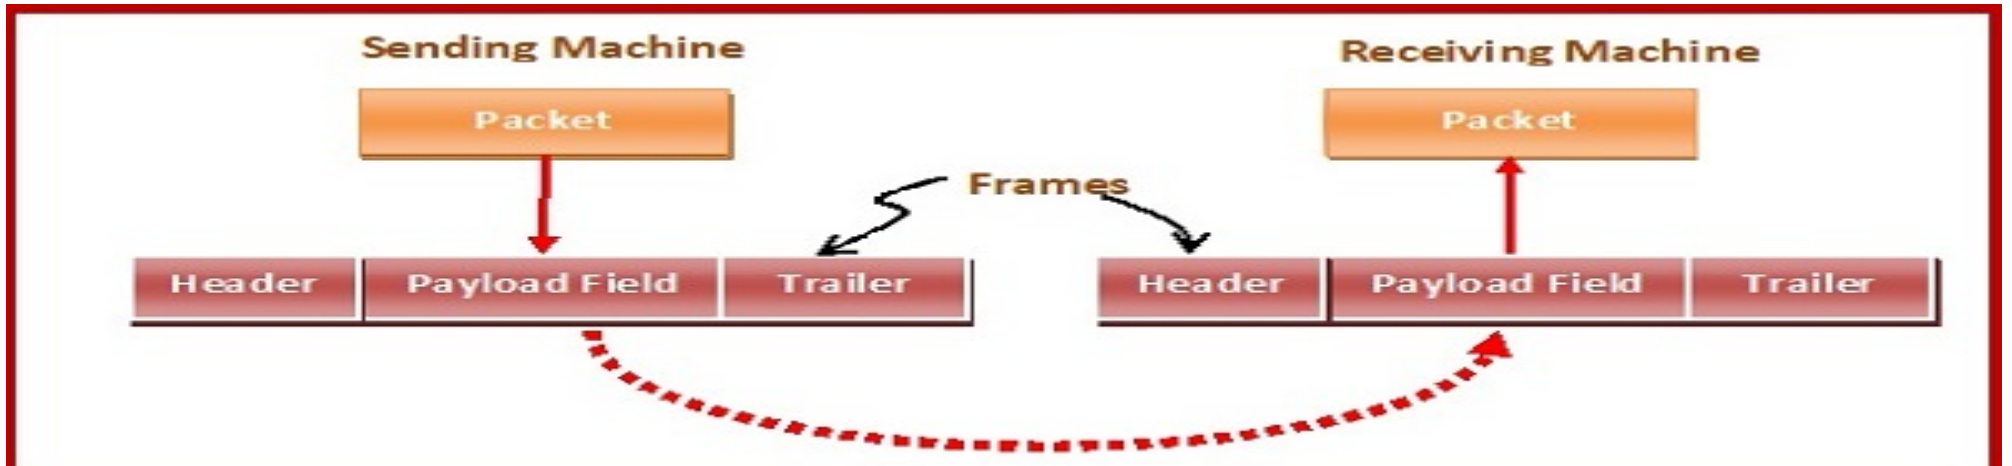 Sending Machine
Receiving Machine
Packet
Packet
Frames
Header
Payload Field
Trailer
Header
Payload Field
Trailer